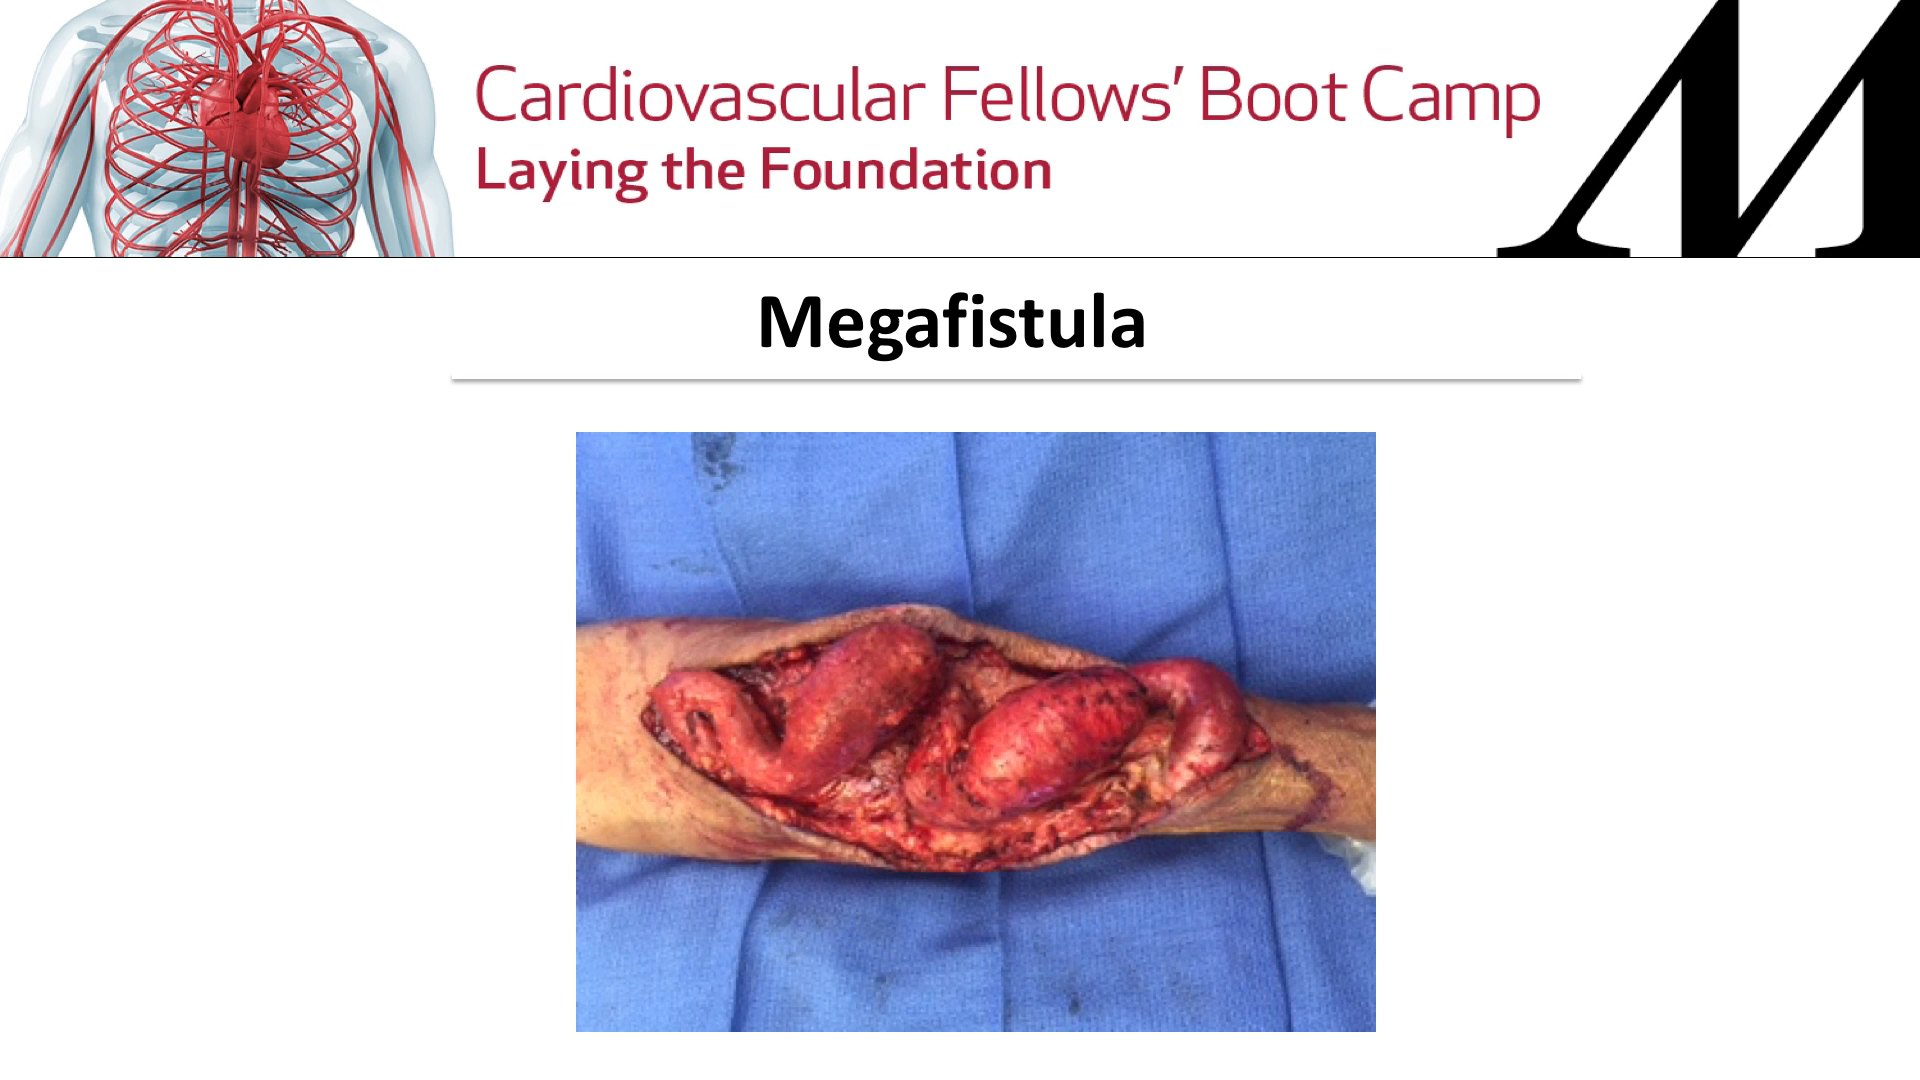 Cardiovascular Fellows’ Boot Camp
Laying the Foundation
M
Megafistula